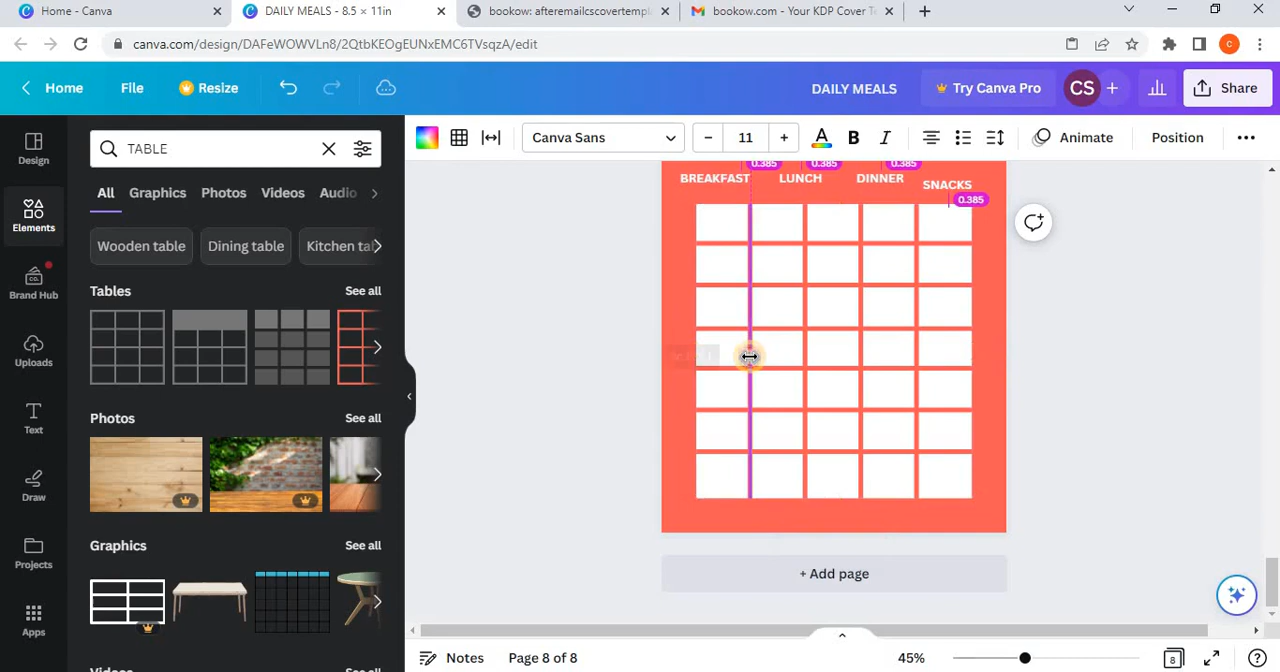 Home - Canva
DAILY MEALS - 8.5 × 11in
bookow: afteremailcscovertempl
bookow.com - Your KDP Cover Te
canva.com/design/DAFeWOWVLn8/2QtbKEOgEUNxEMC6TVsqzA/edit
C
Home
File
Resize
DAILY MEALS
CS
Try Canva Pro
Share
Design
Elements
Brand Hub
Uploads
Text
Draw
Projects
Apps
CO.
TABLE
All
Graphics
Photos
Videos
Audio
Wooden table
Dining table
Kitchen
Tables
See all
Photos
See all
Graphics
See all
Videos
Canva Sans
11
A
B
I
Animate
Position
0.385
0.385
0.385
BREAKFAST
LUNCH
DINNER
SNACKS
0.385
+ Add page
Notes
Page 8 of 8
45%
8